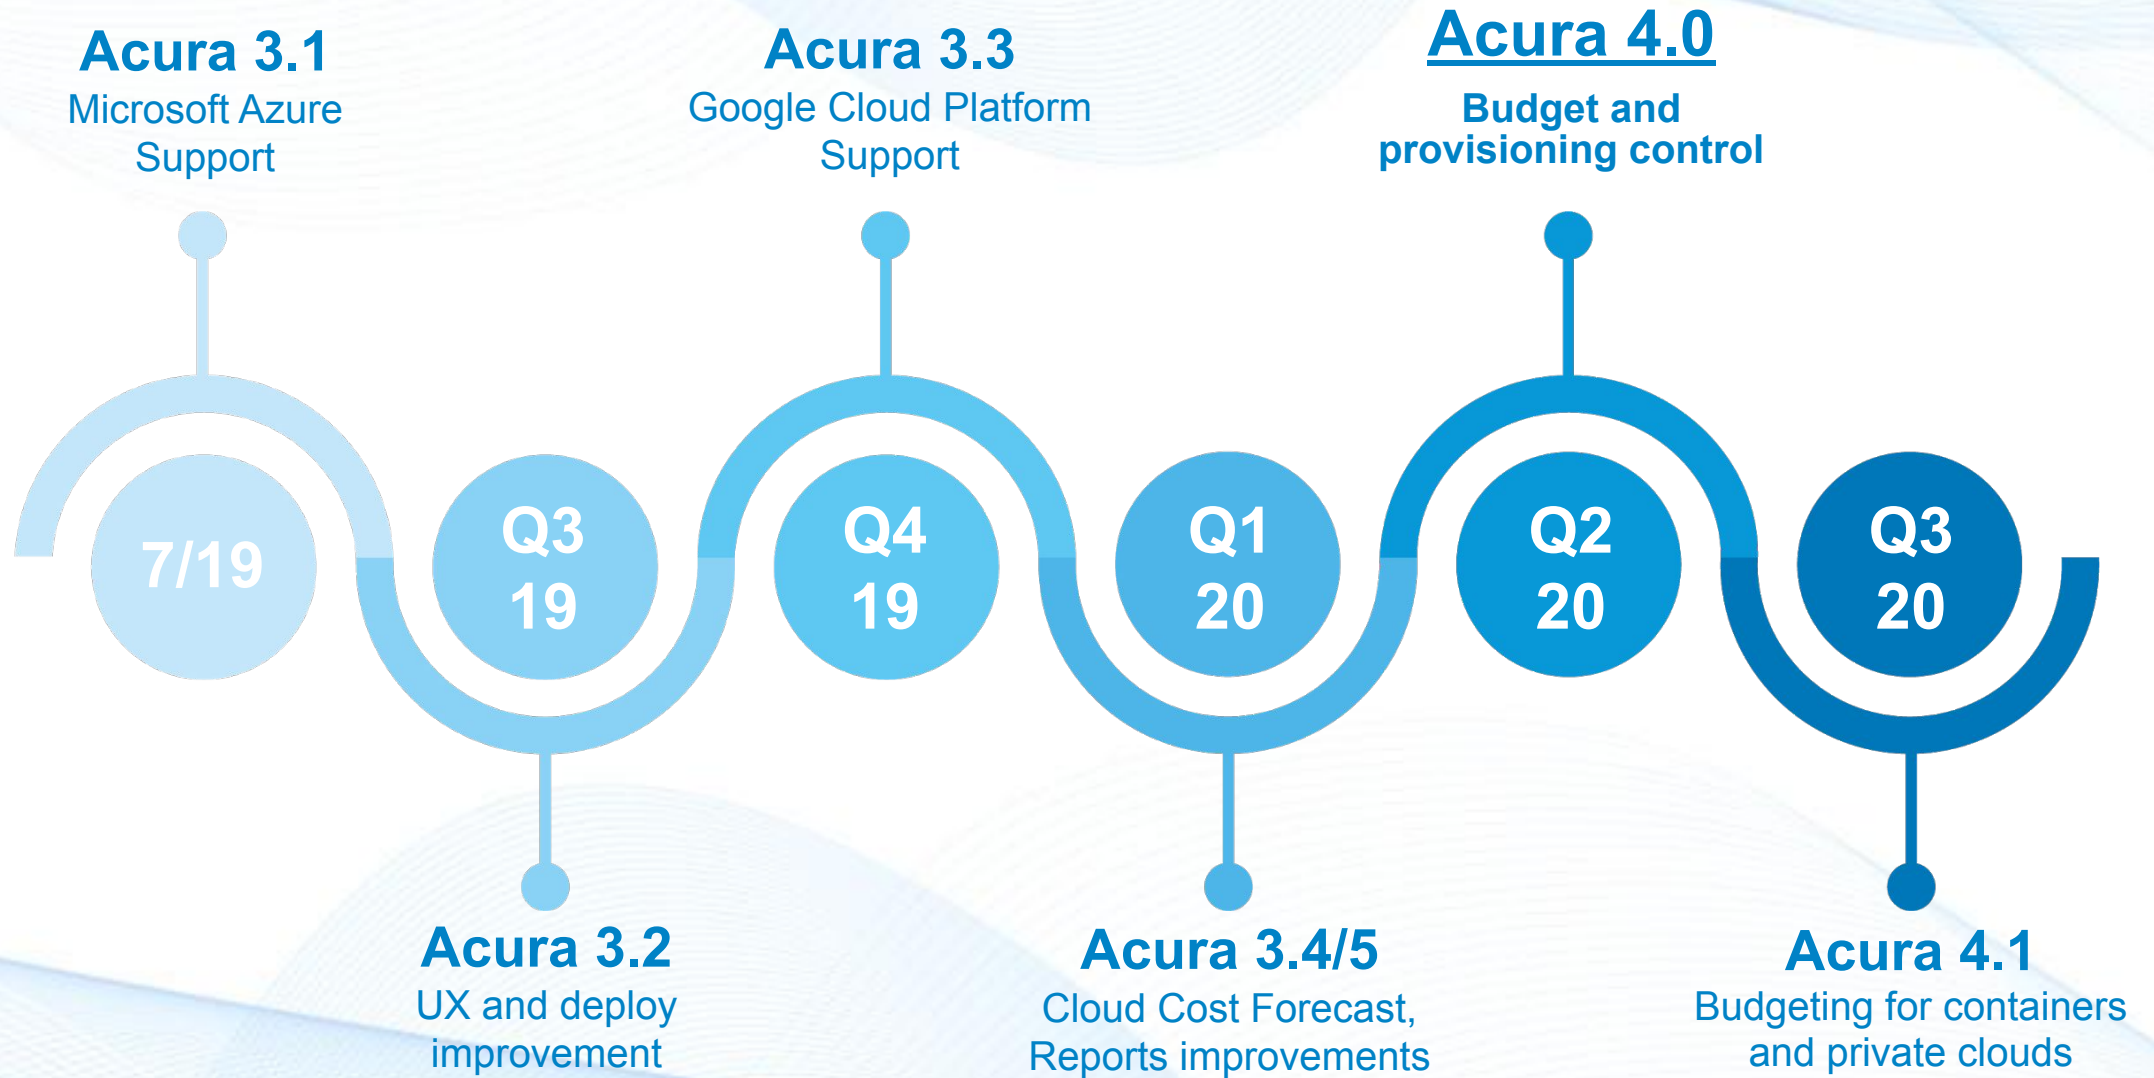 Acura 3.1
Microsoft Azure
Support
Acura 3.3
Google Cloud Platform
Support
Acura 4.0
Budget and
provisioning control
7/19
Q3
19
Q4
19
Q1
20
Q2
20
Q3
20
Acura 3.2
UX and deploy
improvement
Acura 3.4/5
Cloud Cost Forecast,
Reports improvements
Acura 4.1
Budgeting for containers
and private clouds